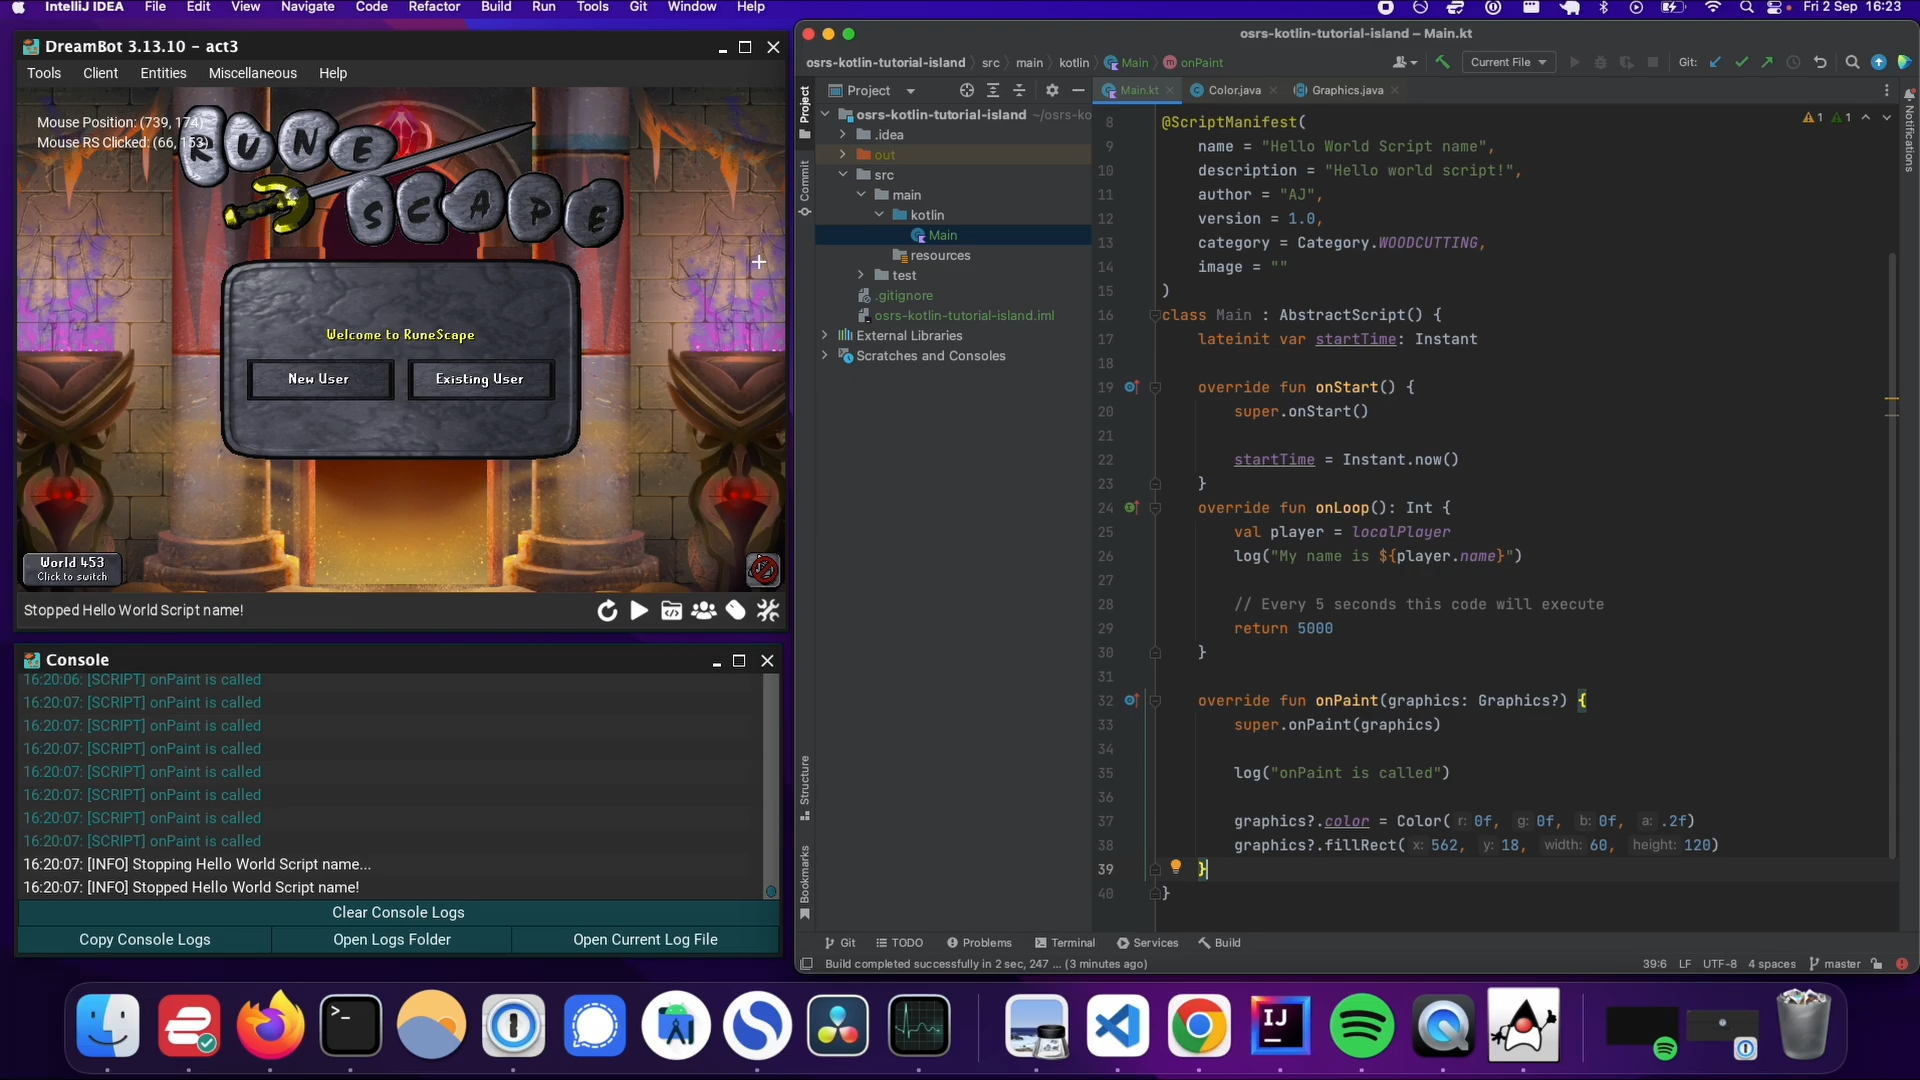 IntelliJ IDEA File Edit View Navigate Code Refactor Build Run Tools Git Window Help Fri 2 Sep 16:23
DreamBot 3.13.10 - act3
Tools Client Entities Miscellaneous Help
Mouse Position: (739, 174)
Mouse RS Clicked: (66, 153)
RUNE
SCAPE
Welcome to RuneScape
New User Existing User
World 453
Click to switch
Stopped Hello World Script name!
Console
16:20:06: [SCRIPT] onPaint is called
16:20:07: [SCRIPT] onPaint is called
16:20:07: [SCRIPT] onPaint is called
16:20:07: [SCRIPT] onPaint is called
16:20:07: [SCRIPT] onPaint is called
16:20:07: [SCRIPT] onPaint is called
16:20:07: [SCRIPT] onPaint is called
16:20:07: [SCRIPT] onPaint is called
16:20:07: [INFO] Stopping Hello World Script name...
16:20:07: [INFO] Stopped Hello World Script name!
Clear Console Logs
Copy Console Logs Open Logs Folder Open Current Log File
osrs-kotlin-tutorial-island – Main.kt
osrs-kotlin-tutorial-island src main kotlin Main onPaint Current File Git:
Project
Commit
Structure
Bookmarks
Notifications
Project
osrs-kotlin-tutorial-island ~/osrs-ko
.idea
out
src
main
kotlin
Main
resources
test
.gitignore
osrs-kotlin-tutorial-island.iml
External Libraries
Scratches and Consoles
Main.kt Color.java Graphics.java
1 1
8 @ScriptManifest(
9 name = "Hello World Script name",
10 description = "Hello world script!",
11 author = "AJ",
12 version = 1.0,
13 category = Category.WOODCUTTING,
14 image = ""
15 )
16 class Main : AbstractScript() {
17 lateinit var startTime: Instant
18
19 override fun onStart() {
20 super.onStart()
21
22 startTime = Instant.now()
23 }
24 override fun onLoop(): Int {
25 val player = localPlayer
26 log("My name is ${player.name}")
27
28 // Every 5 seconds this code will execute
29 return 5000
30 }
31
32 override fun onPaint(graphics: Graphics?) {
33 super.onPaint(graphics)
34
35 log("onPaint is called")
36
37 graphics?.color = Color( r: 0f, g: 0f, b: 0f, a: .2f)
38 graphics?.fillRect( x: 562, y: 18, width: 60, height: 120)
39 }
40 }
Git TODO Problems Terminal Services Build
Build completed successfully in 2 sec, 247 ... (3 minutes ago) 39:6 LF UTF-8 4 spaces master
>_
IJ